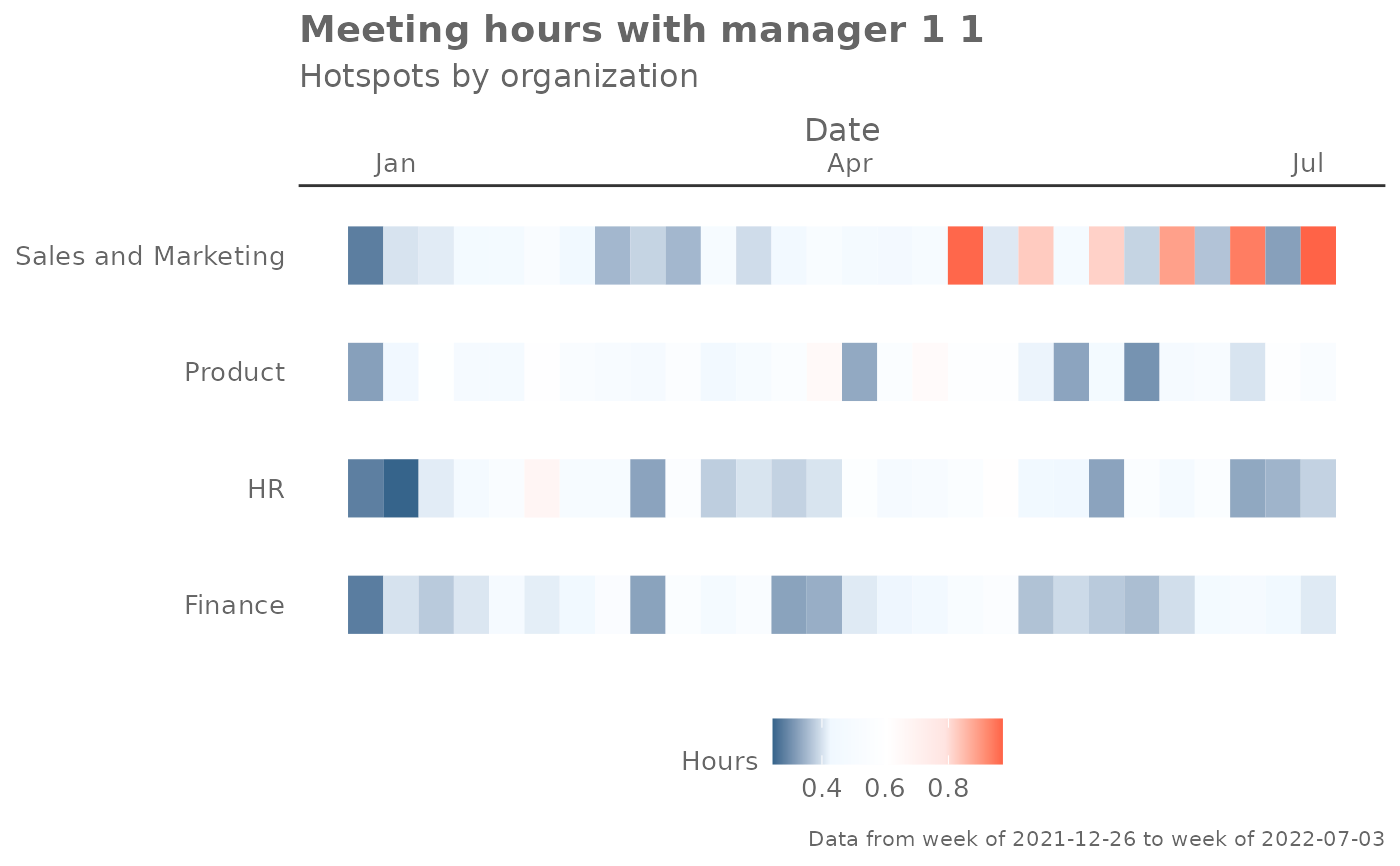 Meeting hours with manager 1 1
Hotspots by organization
Date
Jan Apr Jul
Sales and Marketing
Product
HR
Finance
Hours
0.4 0.6 0.8
Data from week of 2021-12-26 to week of 2022-07-03